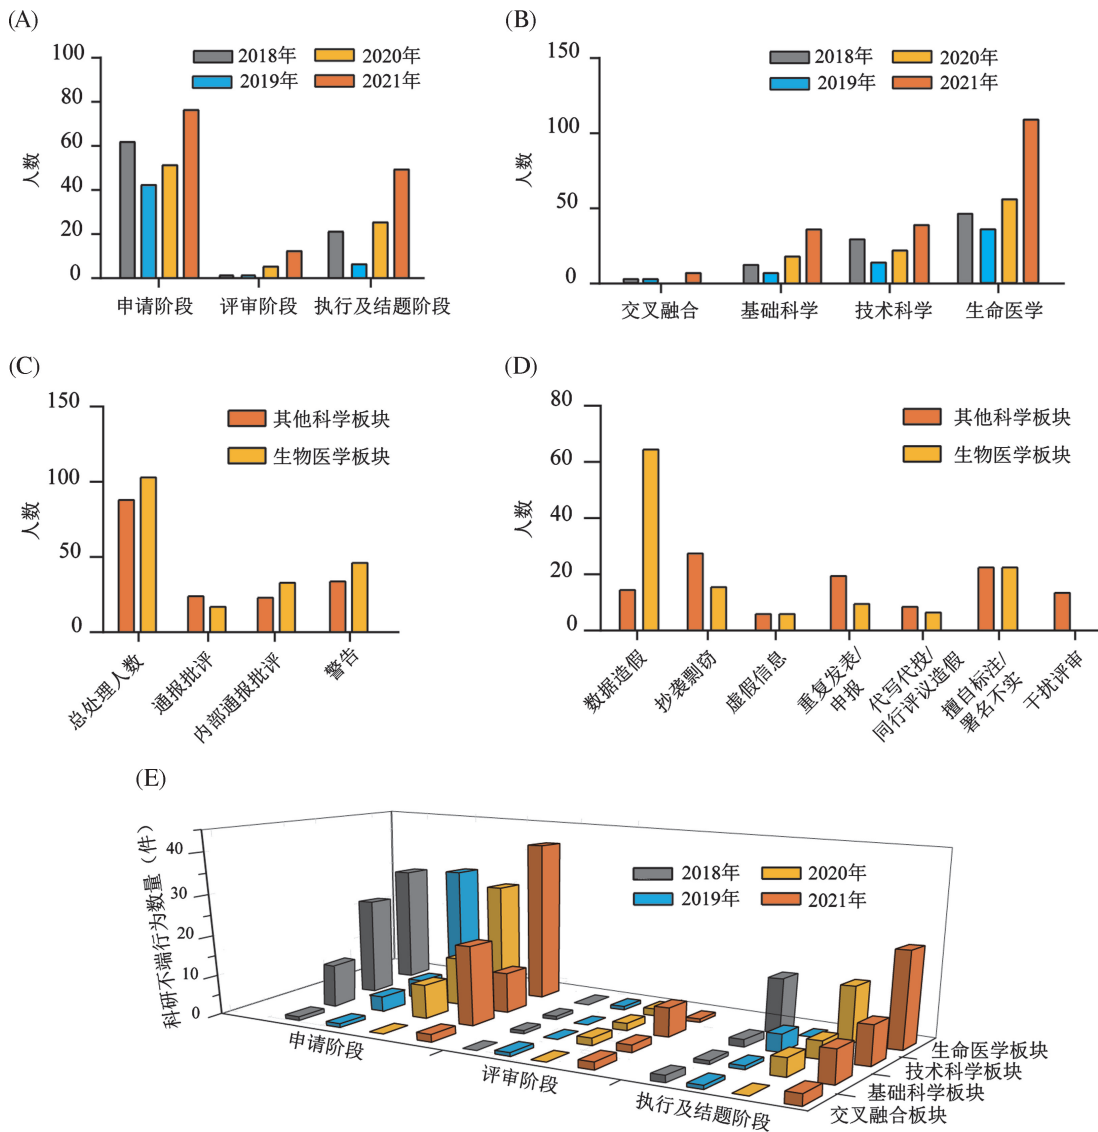 (A)
100
80
60
40
20
0
人数
2018年
2020年
2019年
2021年
申请阶段
评审阶段
执行及结题阶段
(B)
150
100
50
0
人数
2018年
2020年
2019年
2021年
交叉融合
基础科学
技术科学
生命医学
(C)
150
100
50
0
人数
其他科学板块
生物医学板块
总处理人数
通报批评
内部通报批评
警告
(D)
80
60
40
20
0
人数
其他科学板块
生物医学板块
数据造假
抄袭剽窃
虚假信息
重复发表/
申报
代写代投/
同行评议造假
擅自标注/
署名不实
干扰评审
(E)
科研不端行为数量（件）
40
30
20
10
0
2018年
2020年
2019年
2021年
申请阶段
评审阶段
执行及结题阶段
生命医学板块
技术科学板块
基础科学板块
交叉融合板块